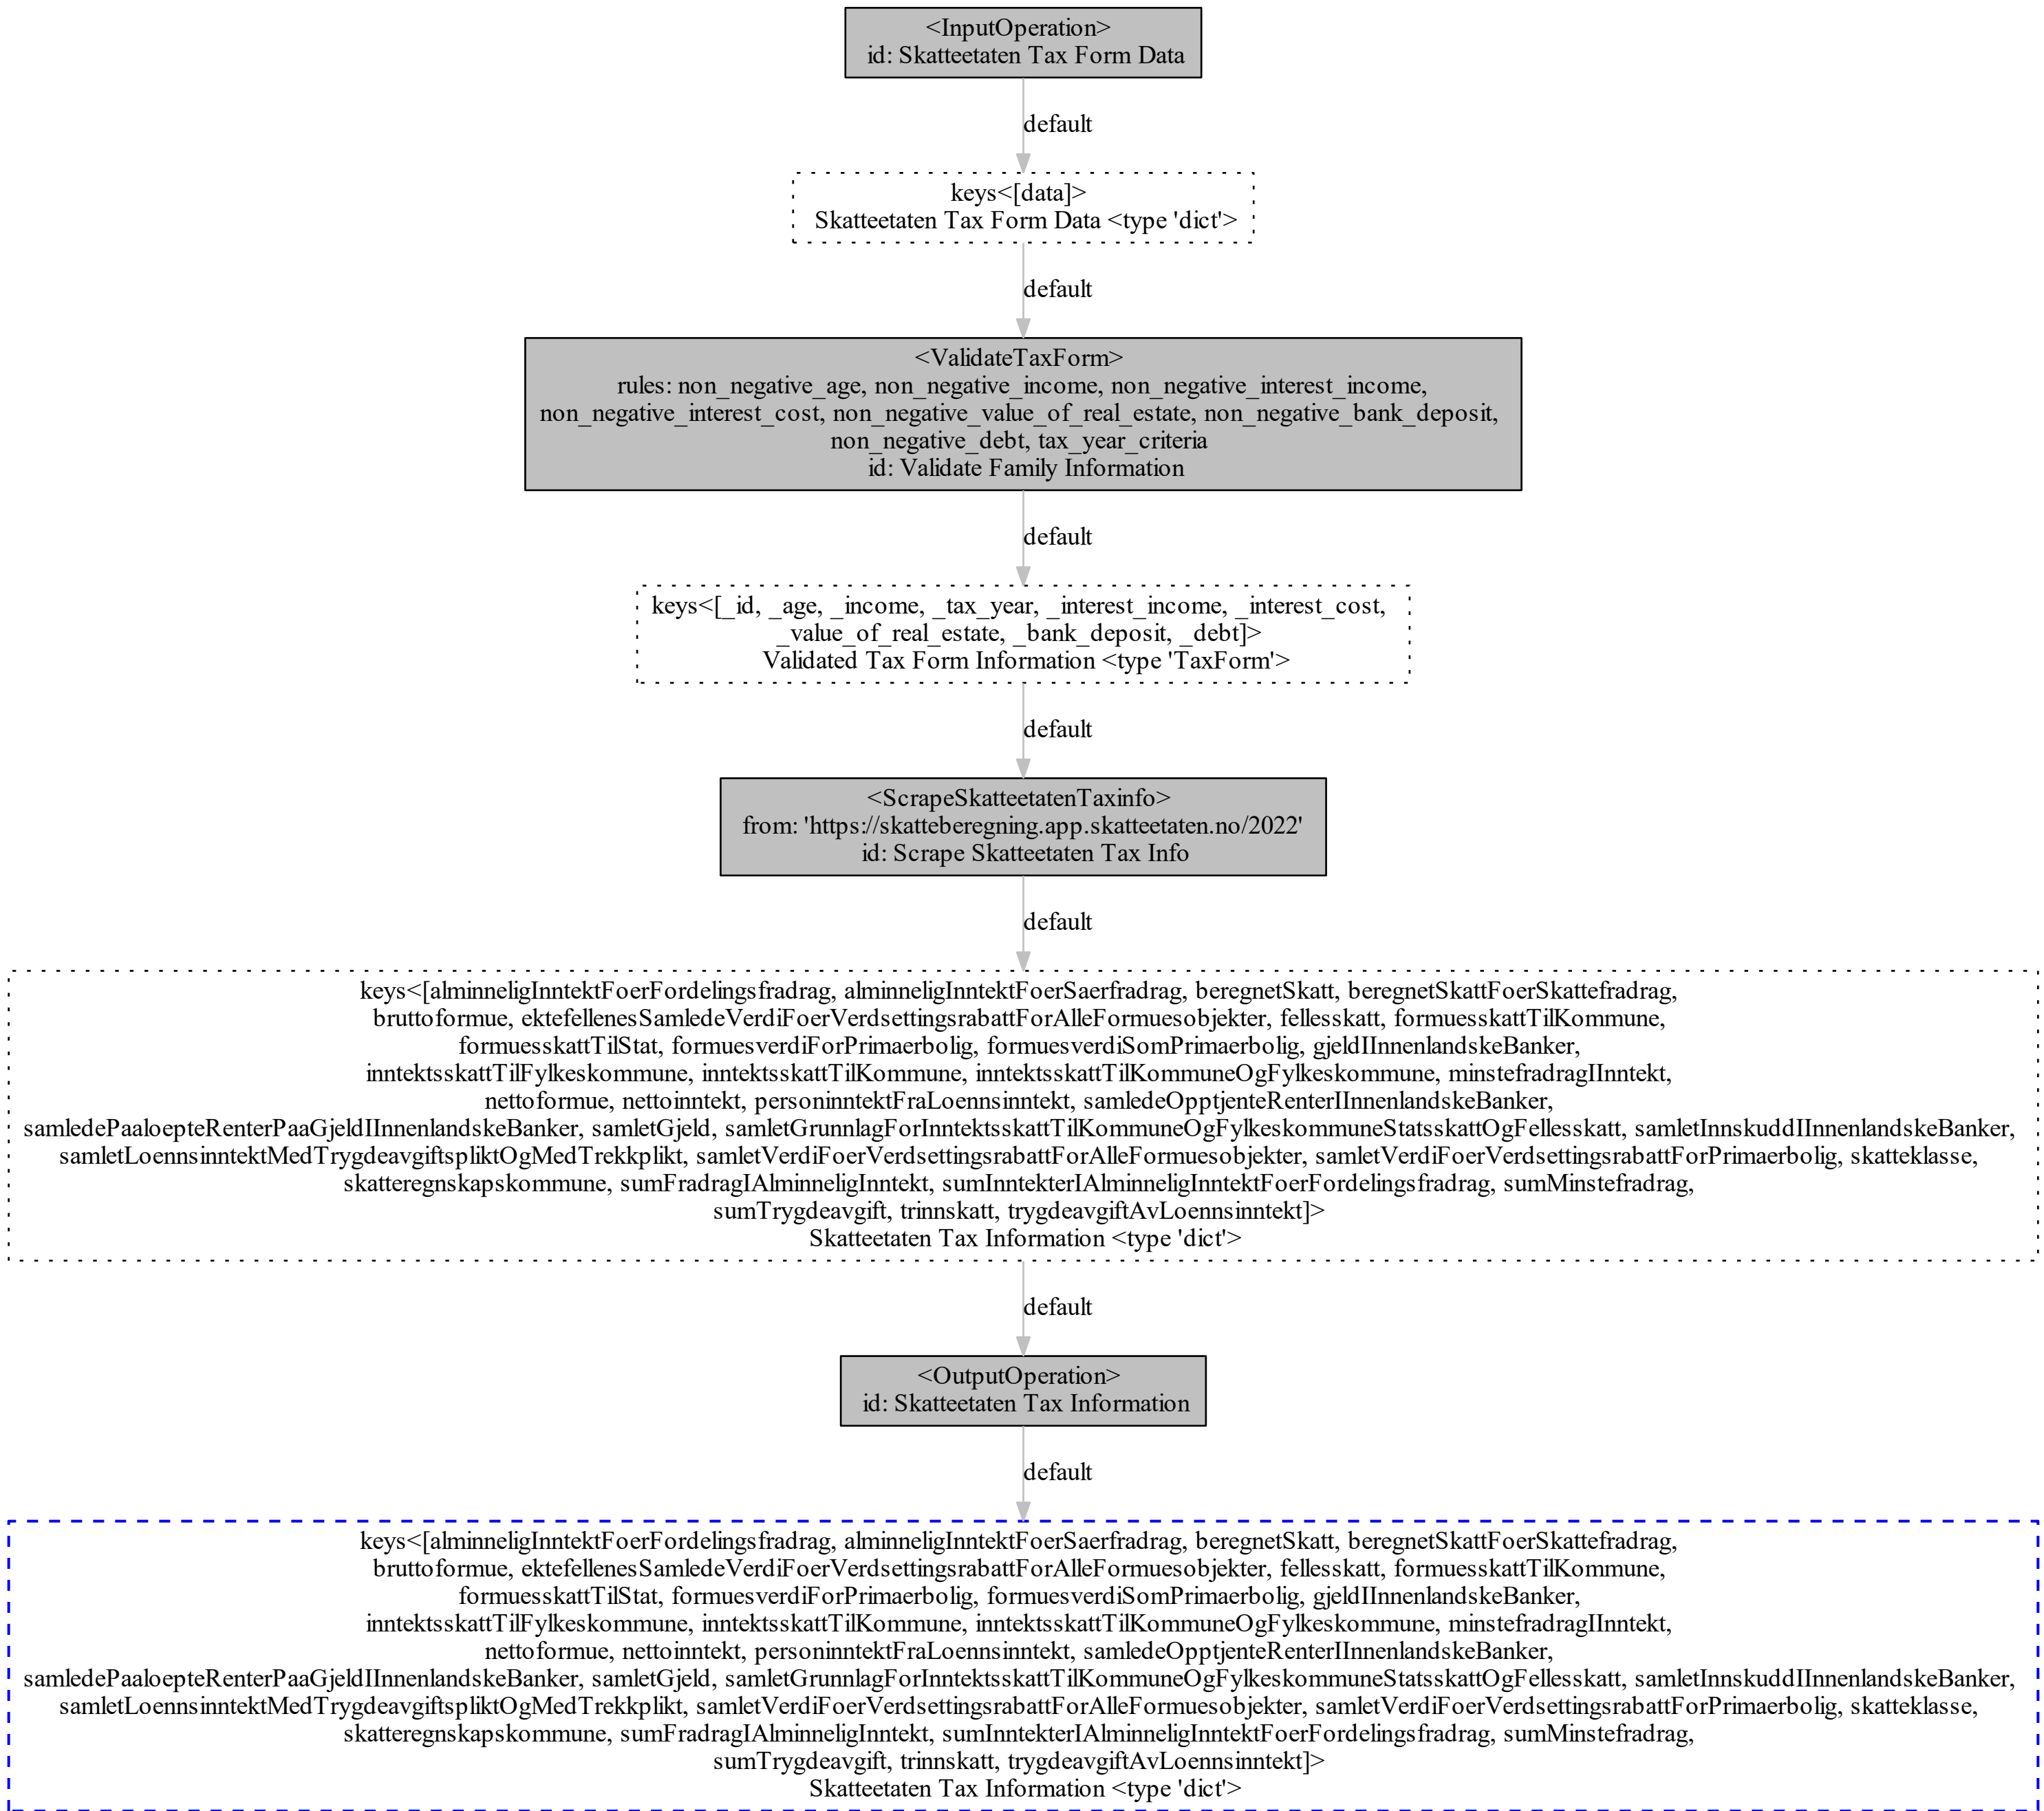 <InputOperation>
id: Skatteetaten Tax Form Data
default
keys<[data]>
Skatteetaten Tax Form Data <type 'dict'>
default
<ValidateTaxForm>
rules: non_negative_age, non_negative_income, non_negative_interest_income,
non_negative_interest_cost, non_negative_value_of_real_estate, non_negative_bank_deposit,
non_negative_debt, tax_year_criteria
id: Validate Family Information
default
keys<[_id, _age, _income, _tax_year, _interest_income, _interest_cost,
_value_of_real_estate, _bank_deposit, _debt]>
Validated Tax Form Information <type 'TaxForm'>
default
<ScrapeSkatteetatenTaxinfo>
from: 'https://skatteberegning.app.skatteetaten.no/2022'
id: Scrape Skatteetaten Tax Info
default
keys<[alminneligInntektFoerFordelingsfradrag, alminneligInntektFoerSaerfradrag, beregnetSkatt, beregnetSkattFoerSkattefradrag,
bruttoformue, ektefellenesSamledeVerdiFoerVerdsettingsrabattForAlleFormuesobjekter, fellesskatt, formuesskattTilKommune,
formuesskattTilStat, formuesverdiForPrimaerbolig, formuesverdiSomPrimaerbolig, gjeldIInnenlandskeBanker,
inntektsskattTilFylkeskommune, inntektsskattTilKommune, inntektsskattTilKommuneOgFylkeskommune, minstefradragIInntekt,
nettoformue, nettoinntekt, personinntektFraLoennsinntekt, samledeOpptjenteRenterIInnenlandskeBanker,
samledePaaloepteRenterPaaGjeldIInnenlandskeBanker, samletGjeld, samletGrunnlagForInntektsskattTilKommuneOgFylkeskommuneStatsskattOgFellesskatt, samletInnskuddIInnenlandskeBanker,
samletLoennsinntektMedTrygdeavgiftspliktOgMedTrekkplikt, samletVerdiFoerVerdsettingsrabattForAlleFormuesobjekter, samletVerdiFoerVerdsettingsrabattForPrimaerbolig, skatteklasse,
skatteregnskapskommune, sumFradragIAlminneligInntekt, sumInntekterIAlminneligInntektFoerFordelingsfradrag, sumMinstefradrag,
sumTrygdeavgift, trinnskatt, trygdeavgiftAvLoennsinntekt]>
Skatteetaten Tax Information <type 'dict'>
default
<OutputOperation>
id: Skatteetaten Tax Information
default
keys<[alminneligInntektFoerFordelingsfradrag, alminneligInntektFoerSaerfradrag, beregnetSkatt, beregnetSkattFoerSkattefradrag,
bruttoformue, ektefellenesSamledeVerdiFoerVerdsettingsrabattForAlleFormuesobjekter, fellesskatt, formuesskattTilKommune,
formuesskattTilStat, formuesverdiForPrimaerbolig, formuesverdiSomPrimaerbolig, gjeldIInnenlandskeBanker,
inntektsskattTilFylkeskommune, inntektsskattTilKommune, inntektsskattTilKommuneOgFylkeskommune, minstefradragIInntekt,
nettoformue, nettoinntekt, personinntektFraLoennsinntekt, samledeOpptjenteRenterIInnenlandskeBanker,
samledePaaloepteRenterPaaGjeldIInnenlandskeBanker, samletGjeld, samletGrunnlagForInntektsskattTilKommuneOgFylkeskommuneStatsskattOgFellesskatt, samletInnskuddIInnenlandskeBanker,
samletLoennsinntektMedTrygdeavgiftspliktOgMedTrekkplikt, samletVerdiFoerVerdsettingsrabattForAlleFormuesobjekter, samletVerdiFoerVerdsettingsrabattForPrimaerbolig, skatteklasse,
skatteregnskapskommune, sumFradragIAlminneligInntekt, sumInntekterIAlminneligInntektFoerFordelingsfradrag, sumMinstefradrag,
sumTrygdeavgift, trinnskatt, trygdeavgiftAvLoennsinntekt]>
Skatteetaten Tax Information <type 'dict'>